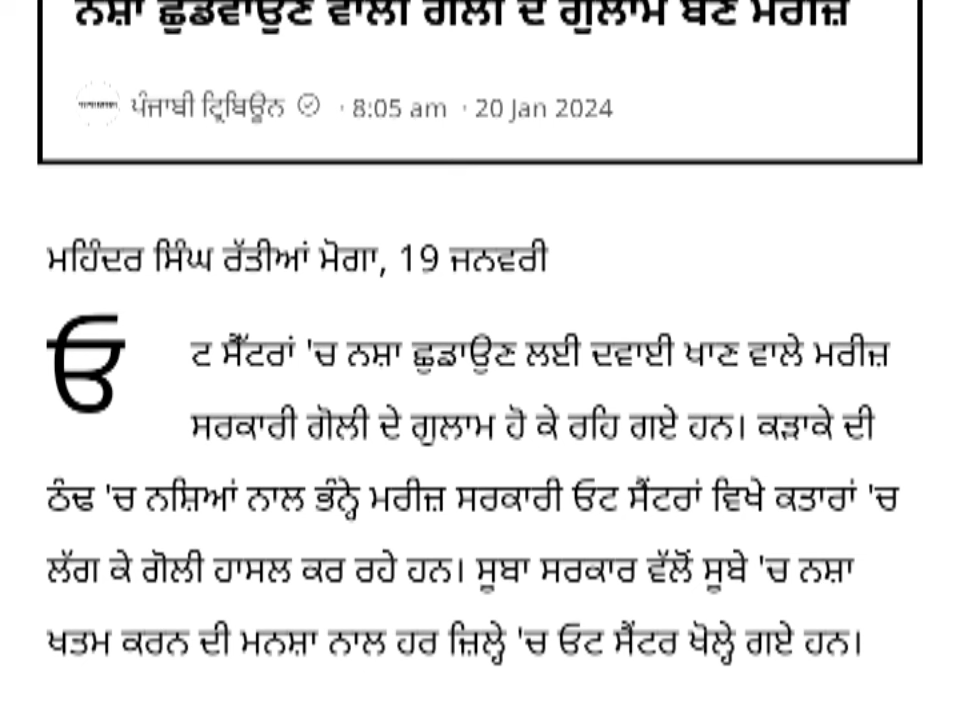 ਨਸ਼ਾ ਛੁਡਵਾਉਣ ਵਾਲੀ ਗੋਲੀ ਦੇ ਗੁਲਾਮ ਬਣੇ ਮਰੀਜ਼
ਪੰਜਾਬੀ ਟ੍ਰਿਬਿਊਨ · 8:05 am · 20 Jan 2024
ਮਹਿੰਦਰ ਸਿੰਘ ਰੱਤੀਆਂ ਮੋਗਾ, 19 ਜਨਵਰੀ
ਓਟ ਸੈਂਟਰਾਂ 'ਚ ਨਸ਼ਾ ਛੁਡਾਉਣ ਲਈ ਦਵਾਈ ਖਾਣ ਵਾਲੇ ਮਰੀਜ਼
ਸਰਕਾਰੀ ਗੋਲੀ ਦੇ ਗੁਲਾਮ ਹੋ ਕੇ ਰਹਿ ਗਏ ਹਨ। ਕੜਾਕੇ ਦੀ
ਠੰਢ 'ਚ ਨਸ਼ਿਆਂ ਨਾਲ ਭੰਨ੍ਹੇ ਮਰੀਜ਼ ਸਰਕਾਰੀ ਓਟ ਸੈਂਟਰਾਂ ਵਿਖੇ ਕਤਾਰਾਂ 'ਚ
ਲੱਗ ਕੇ ਗੋਲੀ ਹਾਸਲ ਕਰ ਰਹੇ ਹਨ। ਸੂਬਾ ਸਰਕਾਰ ਵੱਲੋਂ ਸੂਬੇ 'ਚ ਨਸ਼ਾ
ਖਤਮ ਕਰਨ ਦੀ ਮਨਸ਼ਾ ਨਾਲ ਹਰ ਜ਼ਿਲ੍ਹੇ 'ਚ ਓਟ ਸੈਂਟਰ ਖੋਲ੍ਹੇ ਗਏ ਹਨ।